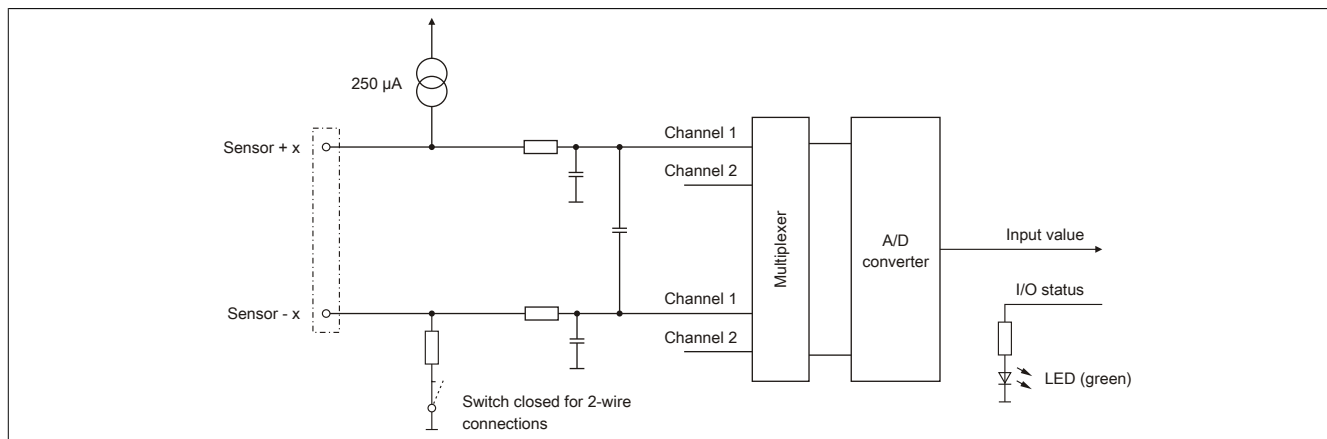 250 µA
Sensor + x
Channel 1
Channel 2
Multiplexer
A/D
converter
Input value
I/O status
Sensor - x
Channel 1
Channel 2
LED (green)
Switch closed for 2-wire
connections